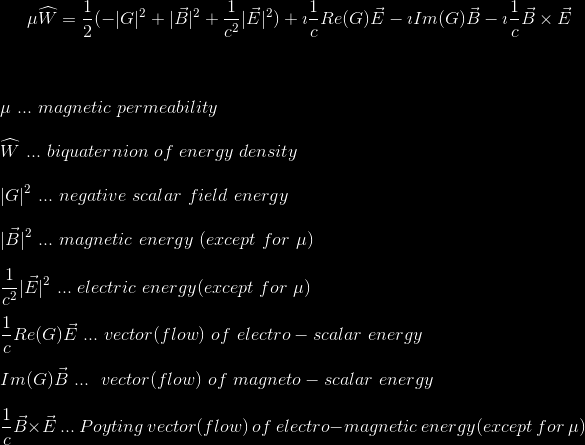 $\mu\widehat{W} = \frac{1}{2}(-|G|^2 + |\vec{B}|^2 + \frac{1}{c^2}|\vec{E}|^2) + \imath\frac{1}{c}Re(G)\vec{E} - \imath Im(G)\vec{B} - \imath\frac{1}{c}\vec{B} \times \vec{E}$
$\mu$ ... magnetic permeability
$\widehat{W}$ ... biquaternion of energy density
$|G|^2$ ... negative scalar field energy
$|\vec{B}|^2$ ... magnetic energy (except for $\mu$)
$\frac{1}{c^2}|\vec{E}|^2$ ... electric energy(except for $\mu$)
$\frac{1}{c}Re(G)\vec{E}$ ... vector(flow) of electro − scalar energy
$Im(G)\vec{B}$ ... vector(flow) of magneto − scalar energy
$\frac{1}{c}\vec{B} \times \vec{E}$ ... Poyting vector(flow) of electro−magnetic energy(except for $\mu$)